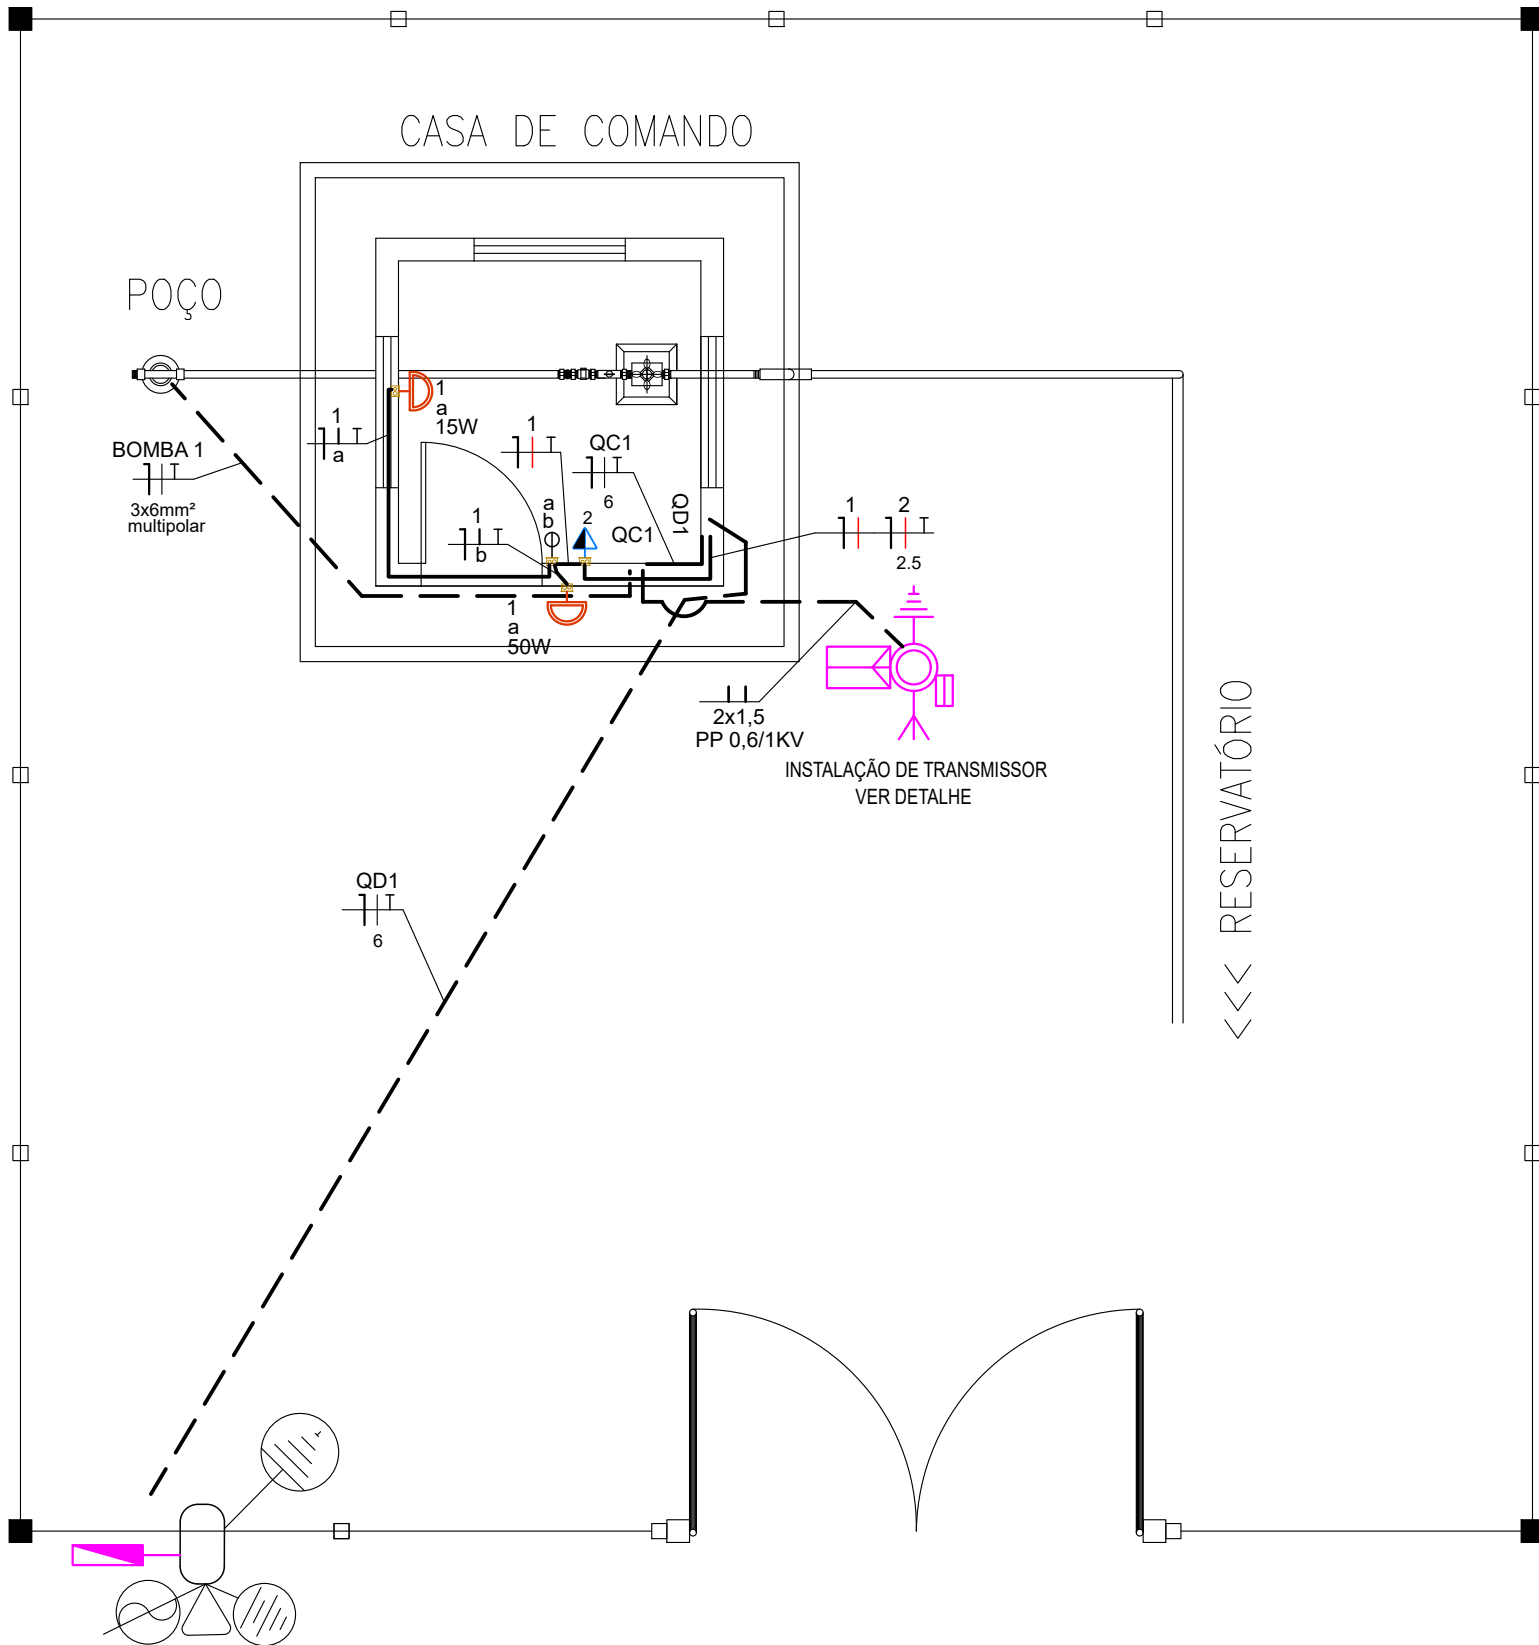 CASA DE COMANDO
POÇO
1
a
15W
1
a
BOMBA 1
3x6mm²
multipolar
1
QC1
6
QD1
1
b
a
b
2
QC1
1
2
2.5
1
a
50W
2x1,5
PP 0,6/1KV
INSTALAÇÃO DE TRANSMISSOR
VER DETALHE
<<< RESERVATÓRIO
QD1
6